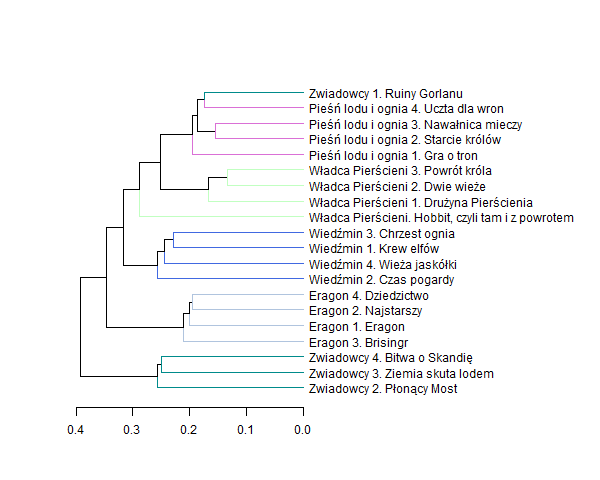 Zwiadowcy 1. Ruiny Gorlanu
Pieśń lodu i ognia 4. Uczta dla wron
Pieśń lodu i ognia 3. Nawałnica mieczy
Pieśń lodu i ognia 2. Starcie królów
Pieśń lodu i ognia 1. Gra o tron
Władca Pierścieni 3. Powrót króla
Władca Pierścieni 2. Dwie wieże
Władca Pierścieni 1. Drużyna Pierścienia
Władca Pierścieni. Hobbit, czyli tam i z powrotem
Wiedźmin 3. Chrzest ognia
Wiedźmin 1. Krew elfów
Wiedźmin 4. Wieża jaskółki
Wiedźmin 2. Czas pogardy
Eragon 4. Dziedzictwo
Eragon 2. Najstarszy
Eragon 1. Eragon
Eragon 3. Brisingr
Zwiadowcy 4. Bitwa o Skandię
Zwiadowcy 3. Ziemia skuta lodem
Zwiadowcy 2. Płonący Most
0.4 0.3 0.2 0.1 0.0